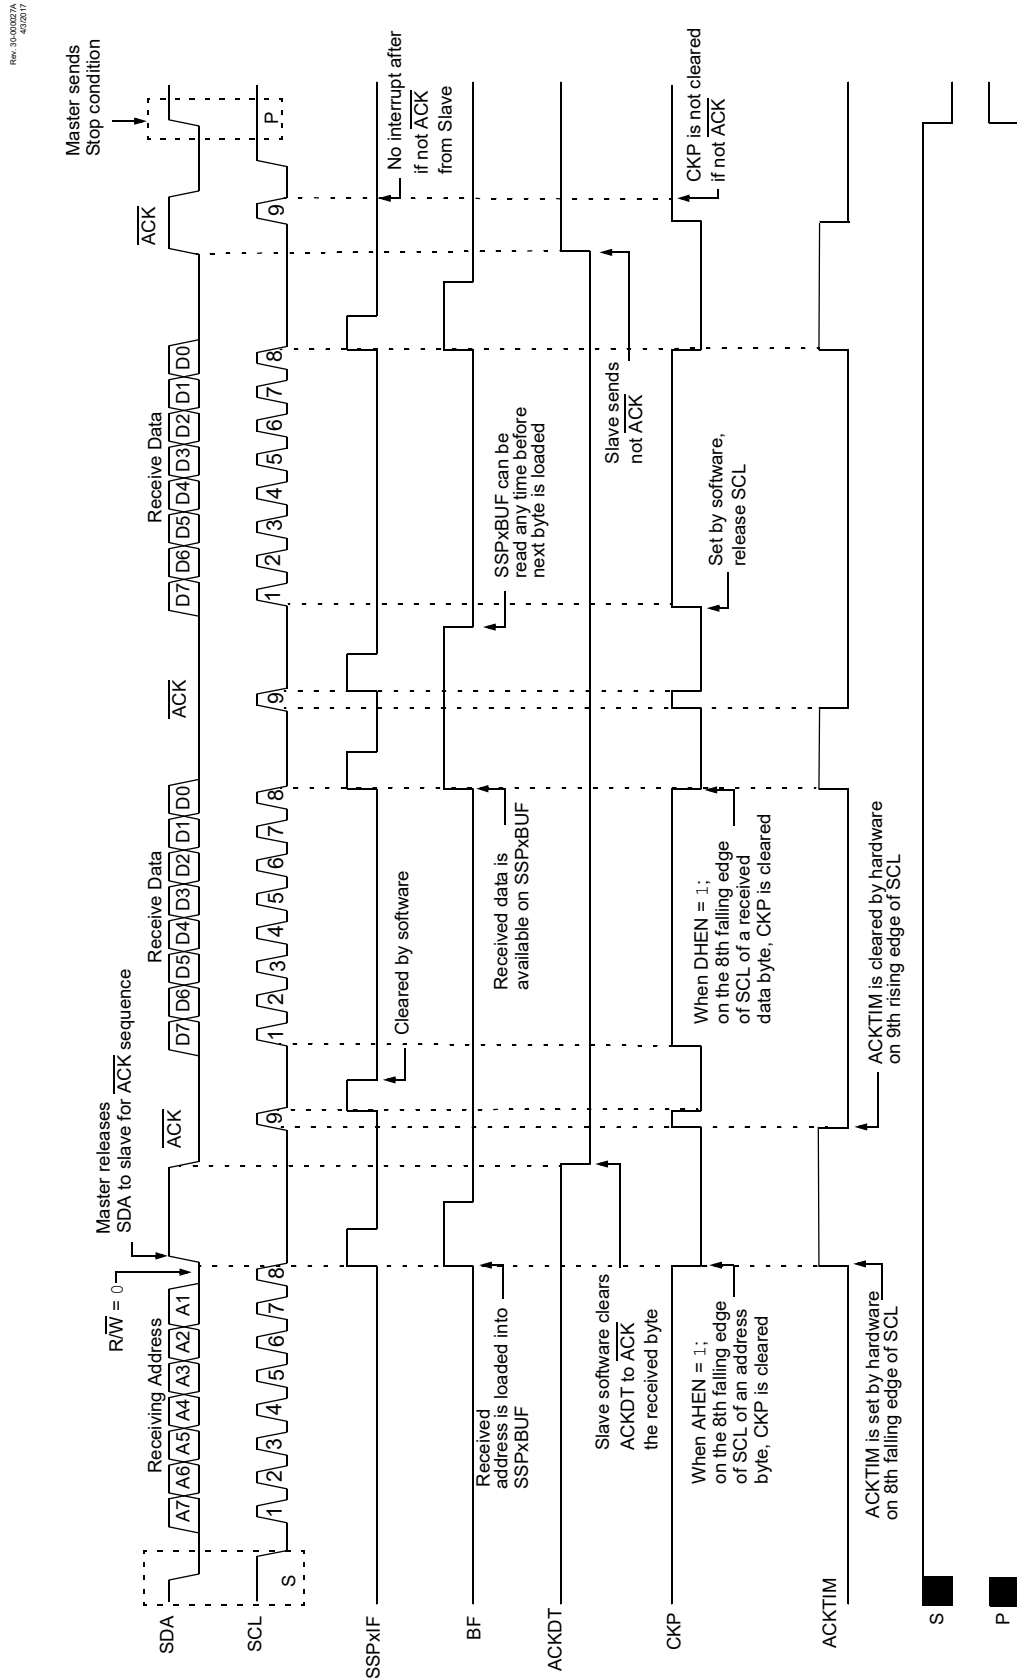 Rev. 30-000027A
4/3/2017
Master sends
Stop condition
Master releases
SDA to slave for ACK sequence
R/W = 0
Receiving Address
ACK
Receive Data
ACK
Receive Data
ACK
SDA
A7 A6 A5 A4 A3 A2 A1
D7 D6 D5 D4 D3 D2 D1 D0
D7 D6 D5 D4 D3 D2 D1 D0
SCL
S
1 2 3 4 5 6 7 8 9
1 2 3 4 5 6 7 8 9
1 2 3 4 5 6 7 8 9
P
SSPxIF
Cleared by software
No interrupt after
if not ACK
from Slave
BF
Received
address is loaded into
SSPxBUF
Received data is
available on SSPxBUF
SSPxBUF can be
read any time before
next byte is loaded
ACKDT
Slave software clears
ACKDT to ACK
the received byte
Slave sends
not ACK
CKP
When AHEN = 1;
on the 8th falling edge
of SCL of an address
byte, CKP is cleared
When DHEN = 1;
on the 8th falling edge
of SCL of a received
data byte, CKP is cleared
Set by software,
release SCL
CKP is not cleared
if not ACK
ACKTIM
ACKTIM is set by hardware
on 8th falling edge of SCL
ACKTIM is cleared by hardware
on 9th rising edge of SCL
S
P